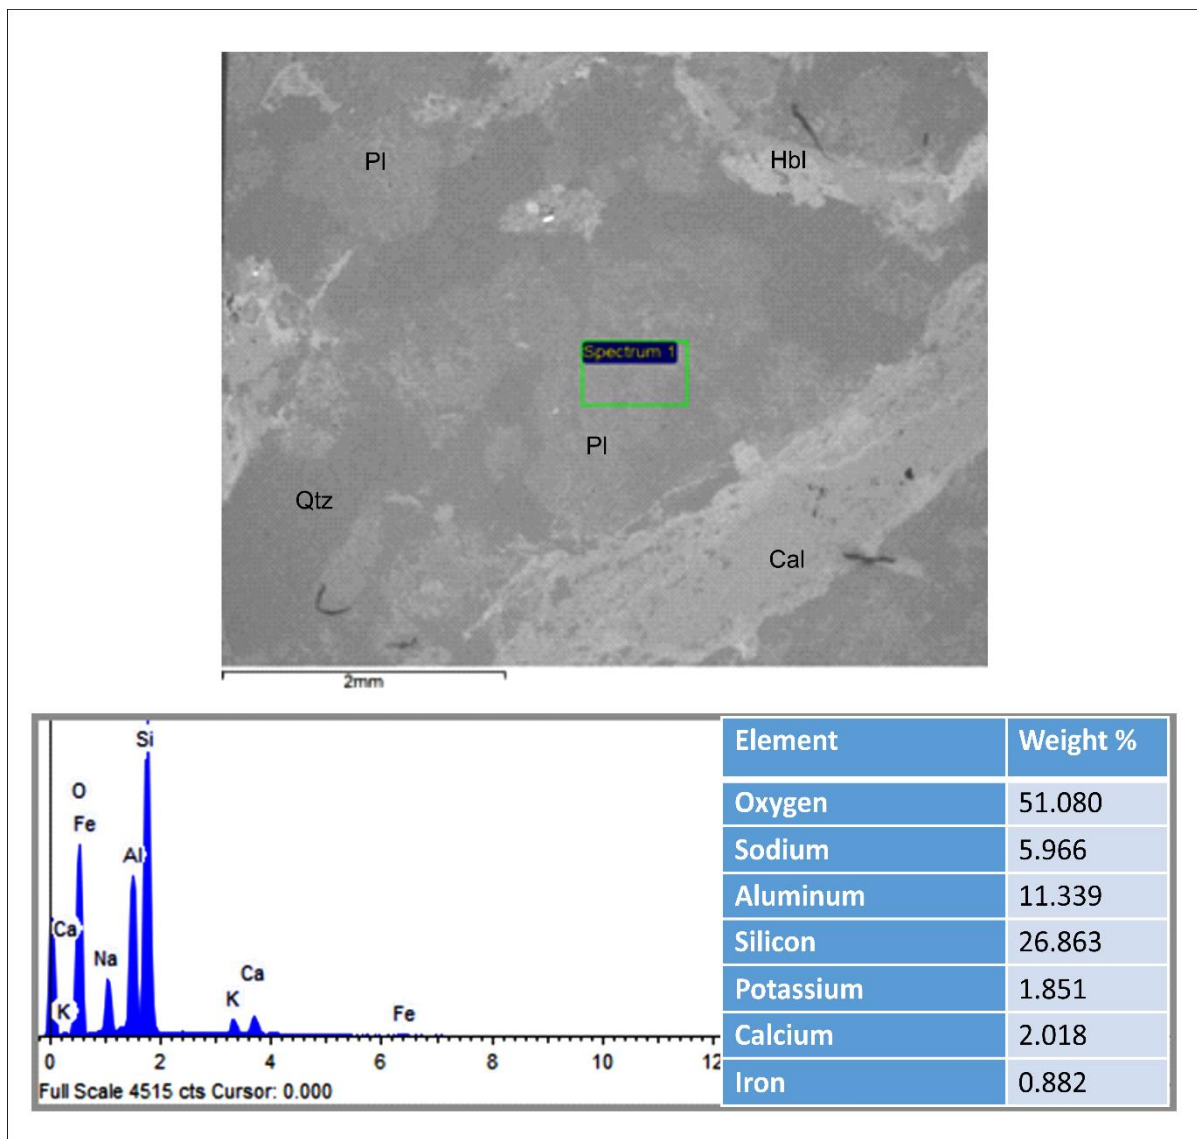 Pl
Hbl
Spectrum 1
Pl
Qtz
Cal
2mm
Si
O
Fe
Al
Ca
Na
K
K
Ca
Fe
0 2 4 6 8 10 12
Full Scale 4515 cts Cursor: 0.000
Element Weight %
Oxygen 51.080
Sodium 5.966
Aluminum 11.339
Silicon 26.863
Potassium 1.851
Calcium 2.018
Iron 0.882